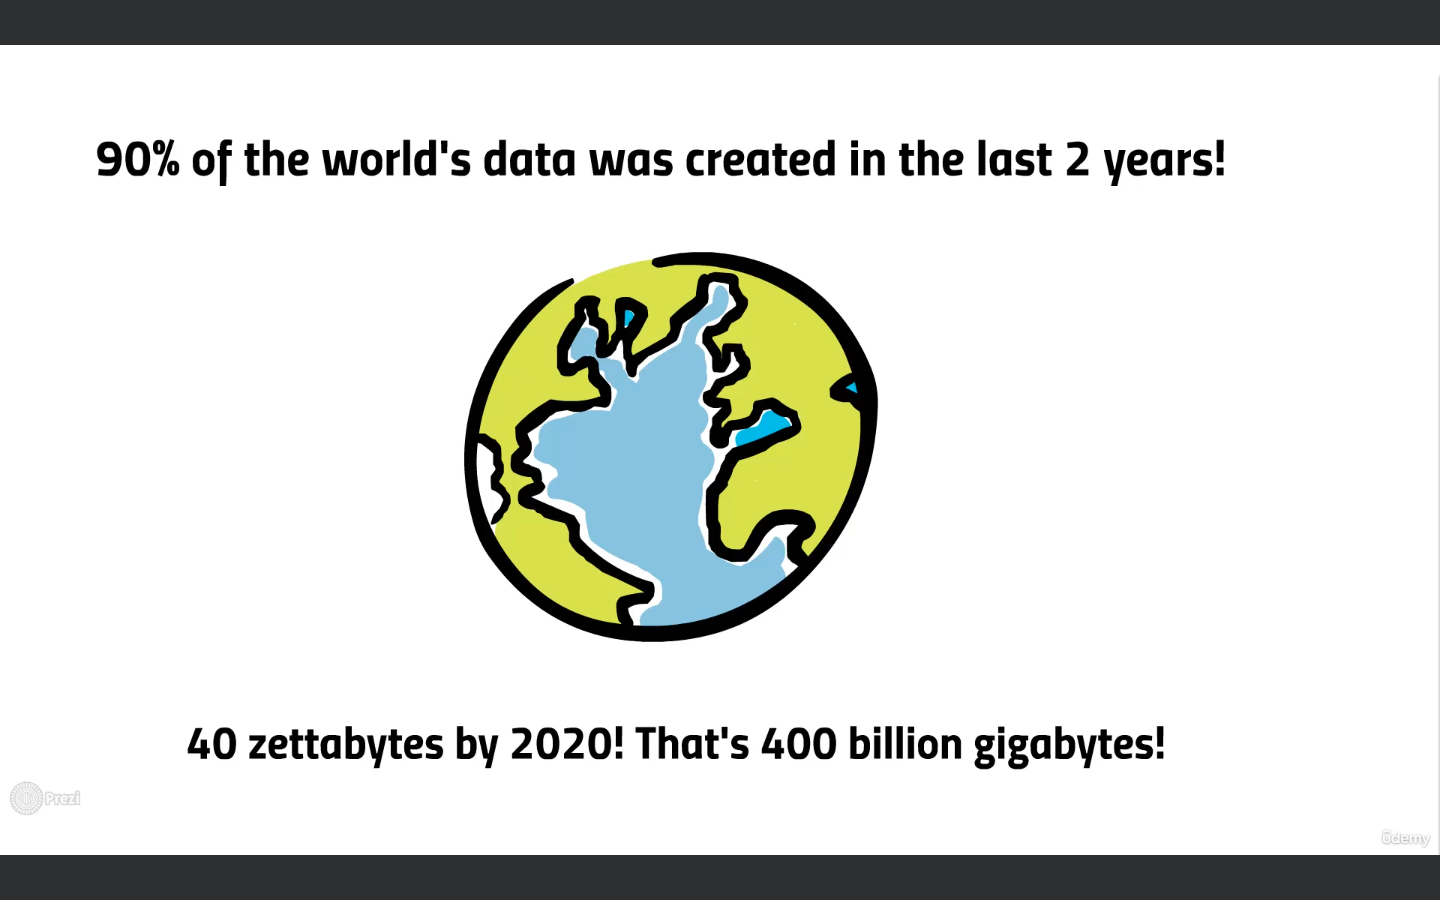 90% of the world's data was created in the last 2 years!
40 zettabytes by 2020! That's 400 billion gigabytes!
Prezi
ûdemy